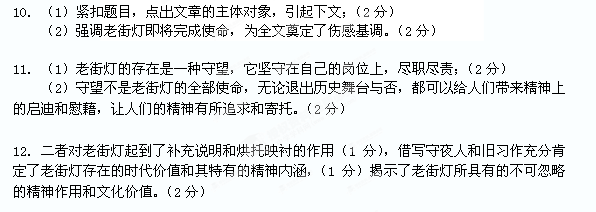 10. （1）紧扣题目，点出文章的主体对象，引起下文；（2分）
（2）强调老街灯即将完成使命，为全文奠定了伤感基调。（2分）
11. （1）老街灯的存在是一种守望，它坚守在自己的岗位上，尽职尽责；（2分）
（2）守望不是老街灯的全部使命，无论退出历史舞台与否，都可以给人们带来精神上
的启迪和慰藉，让人们的精神有所追求和寄托。（2分）
12. 二者对老街灯起到了补充说明和烘托映衬的作用（1 分），借写守夜人和旧习作充分肯
定了老街灯存在的时代价值和其特有的精神内涵，（1 分）揭示了老街灯所具有的不可忽略
的精神作用和文化价值。（2分）